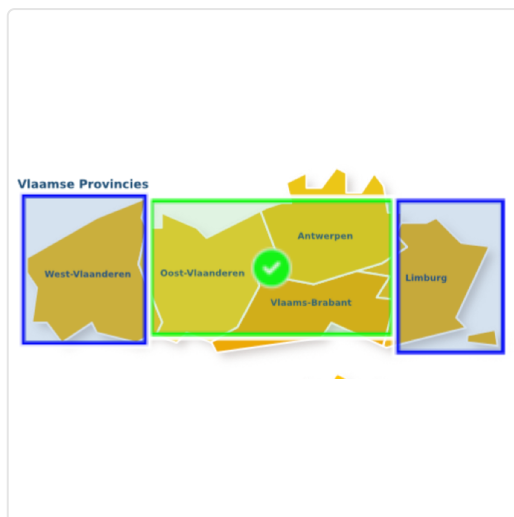 Vlaamse Provincies
Antwerpen
West-Vlaanderen
Oost-Vlaanderen
Limburg
Vlaams-Brabant